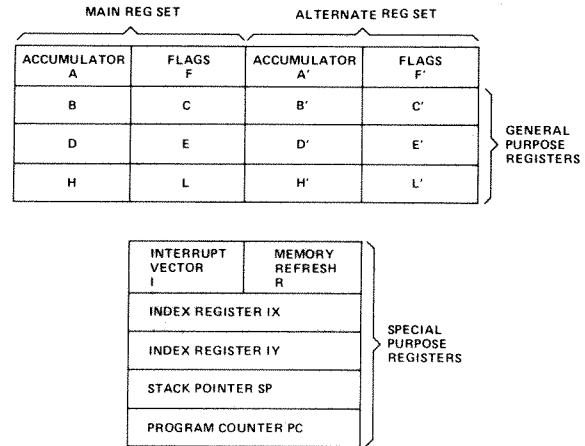 MAIN REG SET ALTERNATE REG SET
ACCUMULATOR FLAGS ACCUMULATOR FLAGS
A F A' F'
B C B' C'
D E D' E'
H L H' L'
GENERAL
PURPOSE
REGISTERS
INTERRUPT MEMORY
VECTOR REFRESH
I R
INDEX REGISTER IX
INDEX REGISTER IY
STACK POINTER SP
PROGRAM COUNTER PC
SPECIAL
PURPOSE
REGISTERS